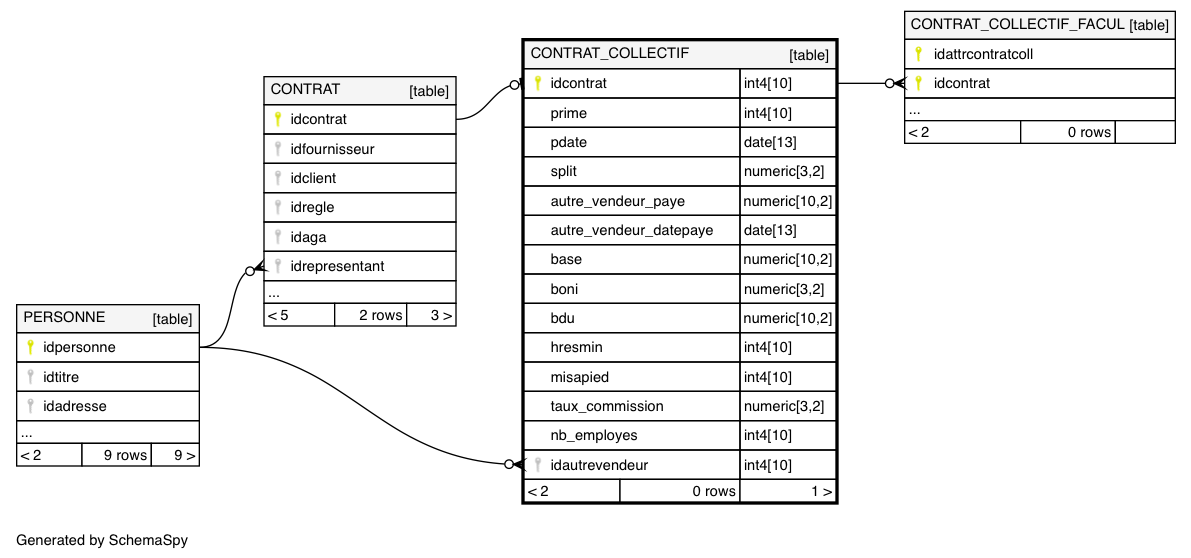 CONTRAT_COLLECTIF_FACUL [table]
idattrcontratcoll
idcontrat
...
< 2 0 rows
CONTRAT_COLLECTIF [table]
idcontrat int4[10]
prime int4[10]
pdate date[13]
split numeric[3,2]
autre_vendeur_paye numeric[10,2]
autre_vendeur_datepaye date[13]
base numeric[10,2]
boni numeric[3,2]
bdu numeric[10,2]
hresmin int4[10]
misapied int4[10]
taux_commission numeric[3,2]
nb_employes int4[10]
idautrevendeur int4[10]
< 2 0 rows 1 >
CONTRAT [table]
idcontrat
idfournisseur
idclient
idregle
idaga
idrepresentant
...
< 5 2 rows 3 >
PERSONNE [table]
idpersonne
idtitre
idadresse
...
< 2 9 rows 9 >
Generated by SchemaSpy